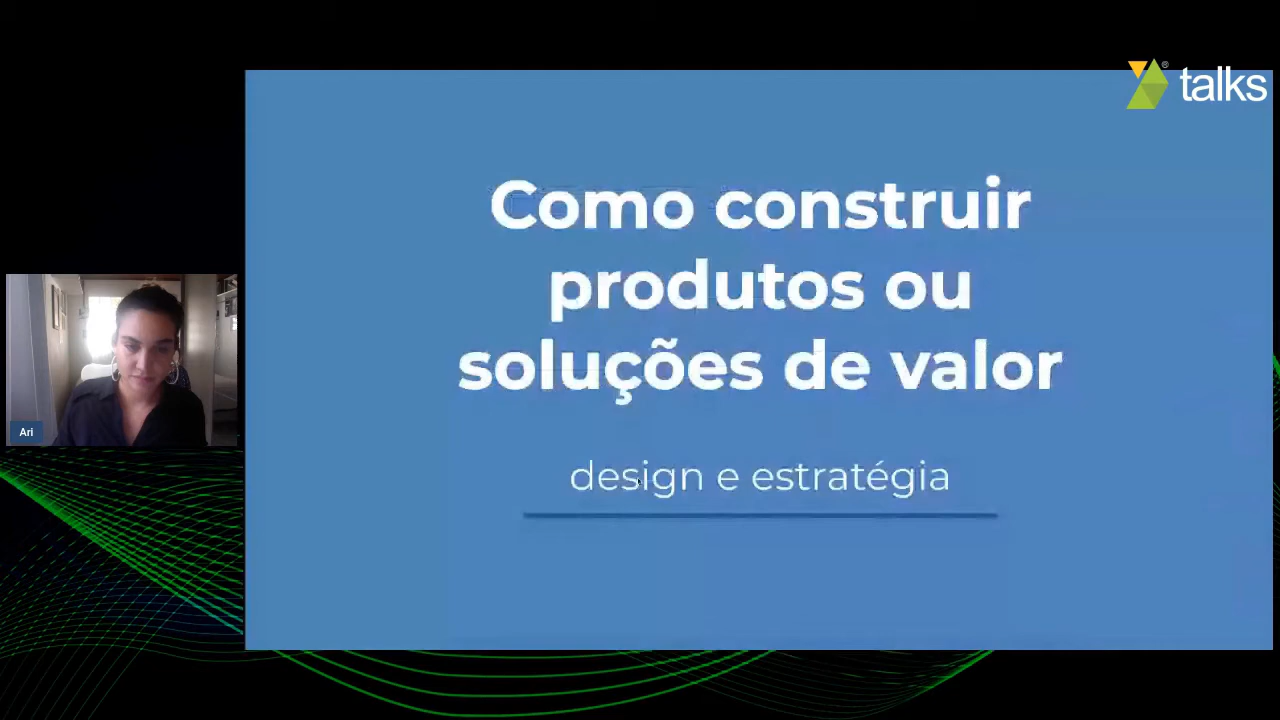 ® talks
Como construir
produtos ou
soluções de valor
design e estratégia
Ari